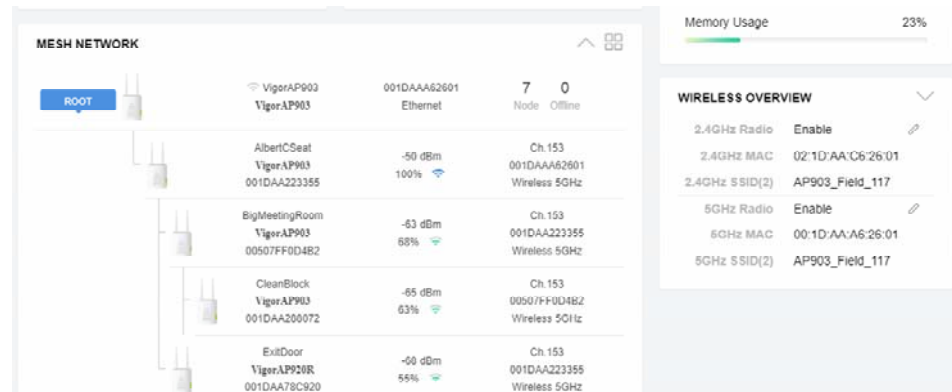 MESH NETWORK
ROOT
VigorAP903 001DAAA62601 7 0
VigorAP903 Ethernet Node Offline
AlbertCSeat Ch.153
VigorAP903 -50 dBm 001DAAA62601
001DAA223355 100% Wireless 5GHz
BigMeetingRoom Ch.153
VigorAP903 -63 dBm 001DAA223355
00507FF0D4B2 68% Wireless 5GHz
CleanBlock Ch.153
VigorAP903 -65 dBm 00507FF0D4B2
001DAA200072 63% Wireless 5GHz
ExitDoor Ch.153
VigorAP920R dBm 001DAA223355
001DAA78C920 55% Wireless 5GHz
Memory Usage 23%
WIRELESS OVERVIEW
2.4GHz Radio Enable
2.4GHz MAC 02:1D:AA:C6:26:01
2.4GHz SSID(2) AP903_Field_117
5GHz Radio Enable
5GHz MAC 00:1D:AA:A6:26:01
5GHz SSID(2) AP903_Field_117